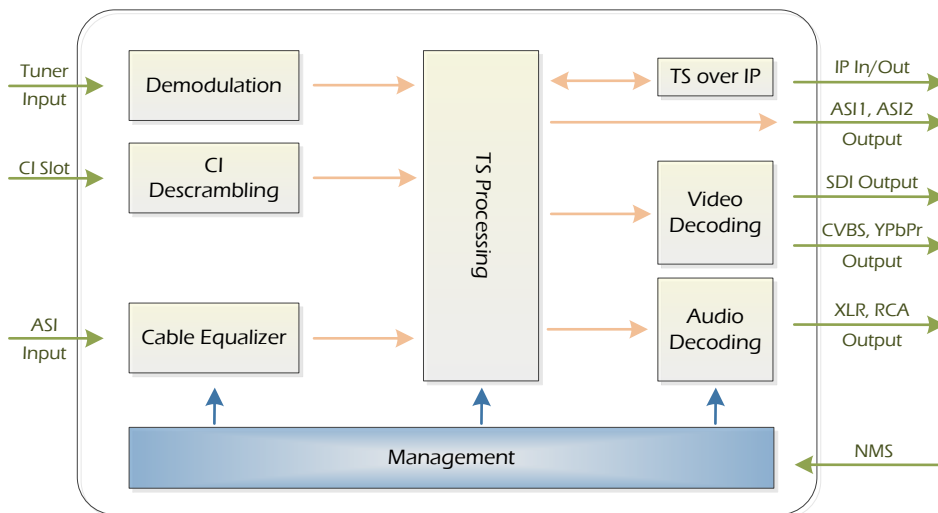 Tuner
Input
Demodulation
TS over IP
IP In/Out
ASI1, ASI2
Output
CI Slot
CI
Descrambling
TS Processing
Video
Decoding
SDI Output
CVBS, YPbPr
Output
ASI
Input
Cable Equalizer
Audio
Decoding
XLR, RCA
Output
Management
NMS